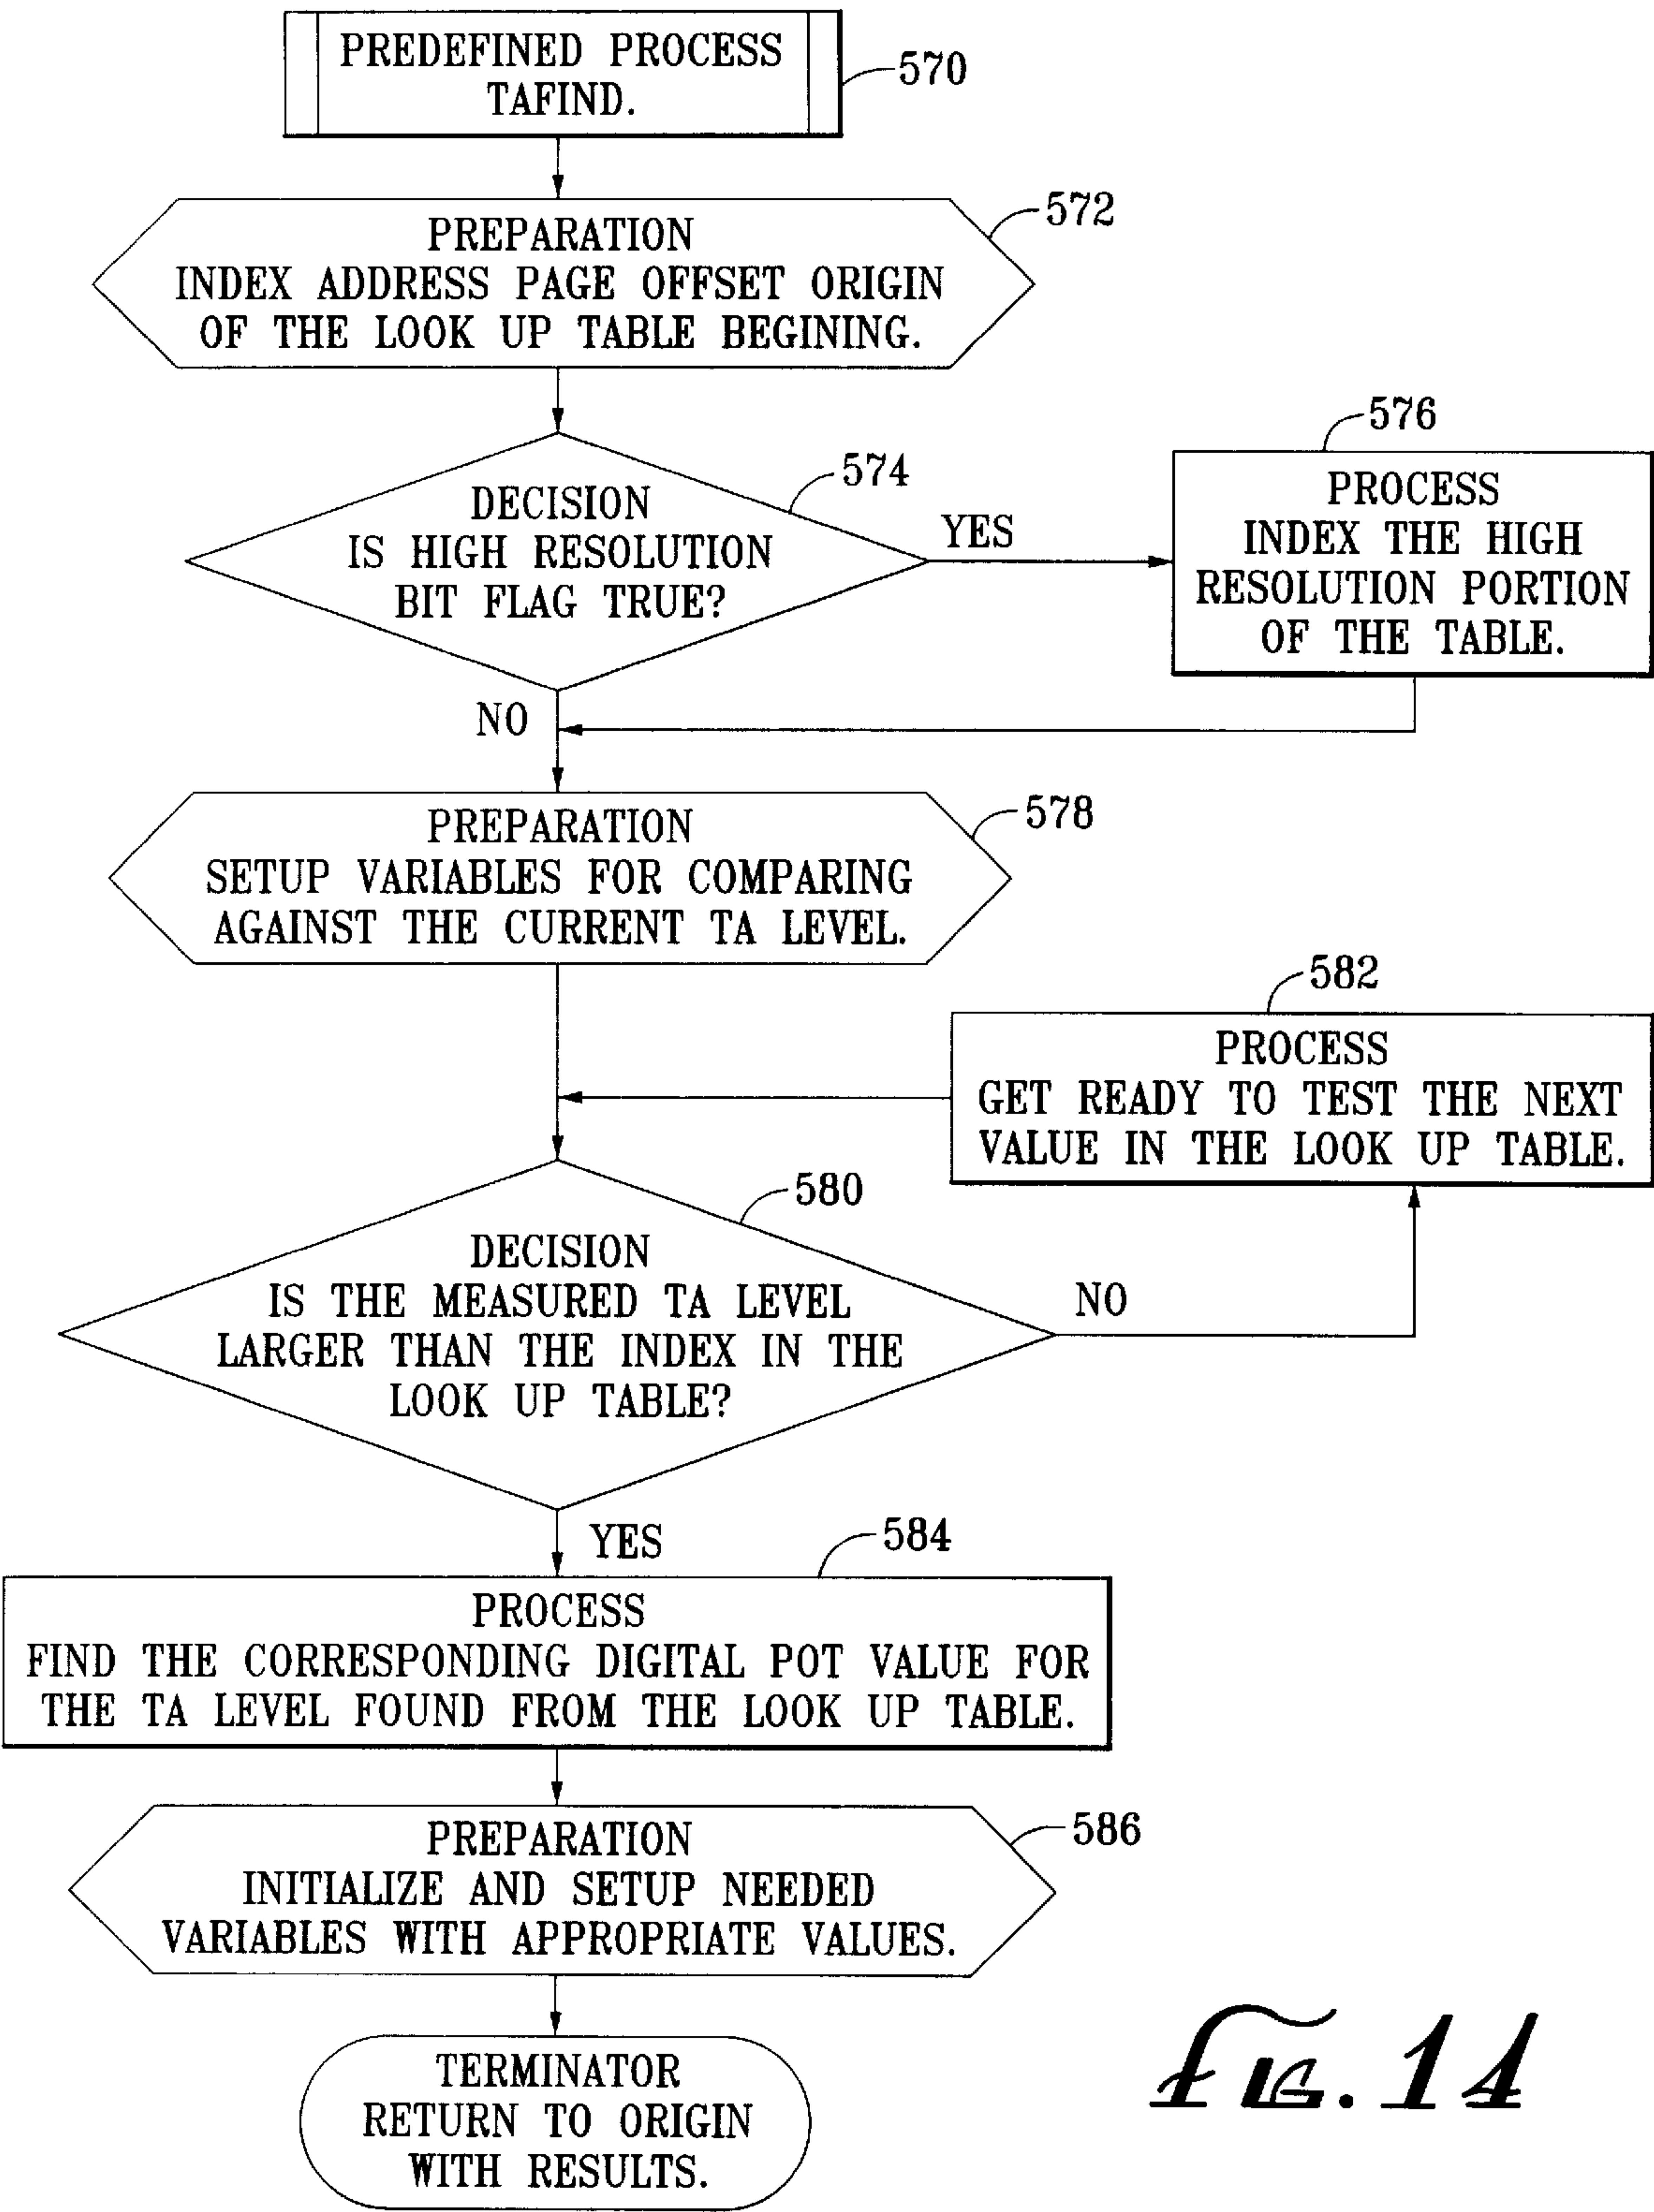 PREDEFINED PROCESS
TAFIND.
570
PREPARATION
INDEX ADDRESS PAGE OFFSET ORIGIN
OF THE LOOK UP TABLE BEGINING.
572
DECISION
IS HIGH RESOLUTION
BIT FLAG TRUE?
574
YES
576
PROCESS
INDEX THE HIGH
RESOLUTION PORTION
OF THE TABLE.
NO
PREPARATION
SETUP VARIABLES FOR COMPARING
AGAINST THE CURRENT TA LEVEL.
578
582
PROCESS
GET READY TO TEST THE NEXT
VALUE IN THE LOOK UP TABLE.
580
DECISION
IS THE MEASURED TA LEVEL
LARGER THAN THE INDEX IN THE
LOOK UP TABLE?
NO
YES
584
PROCESS
FIND THE CORRESPONDING DIGITAL POT VALUE FOR
THE TA LEVEL FOUND FROM THE LOOK UP TABLE.
PREPARATION
INITIALIZE AND SETUP NEEDED
VARIABLES WITH APPROPRIATE VALUES.
586
TERMINATOR
RETURN TO ORIGIN
WITH RESULTS.
FIG. 14